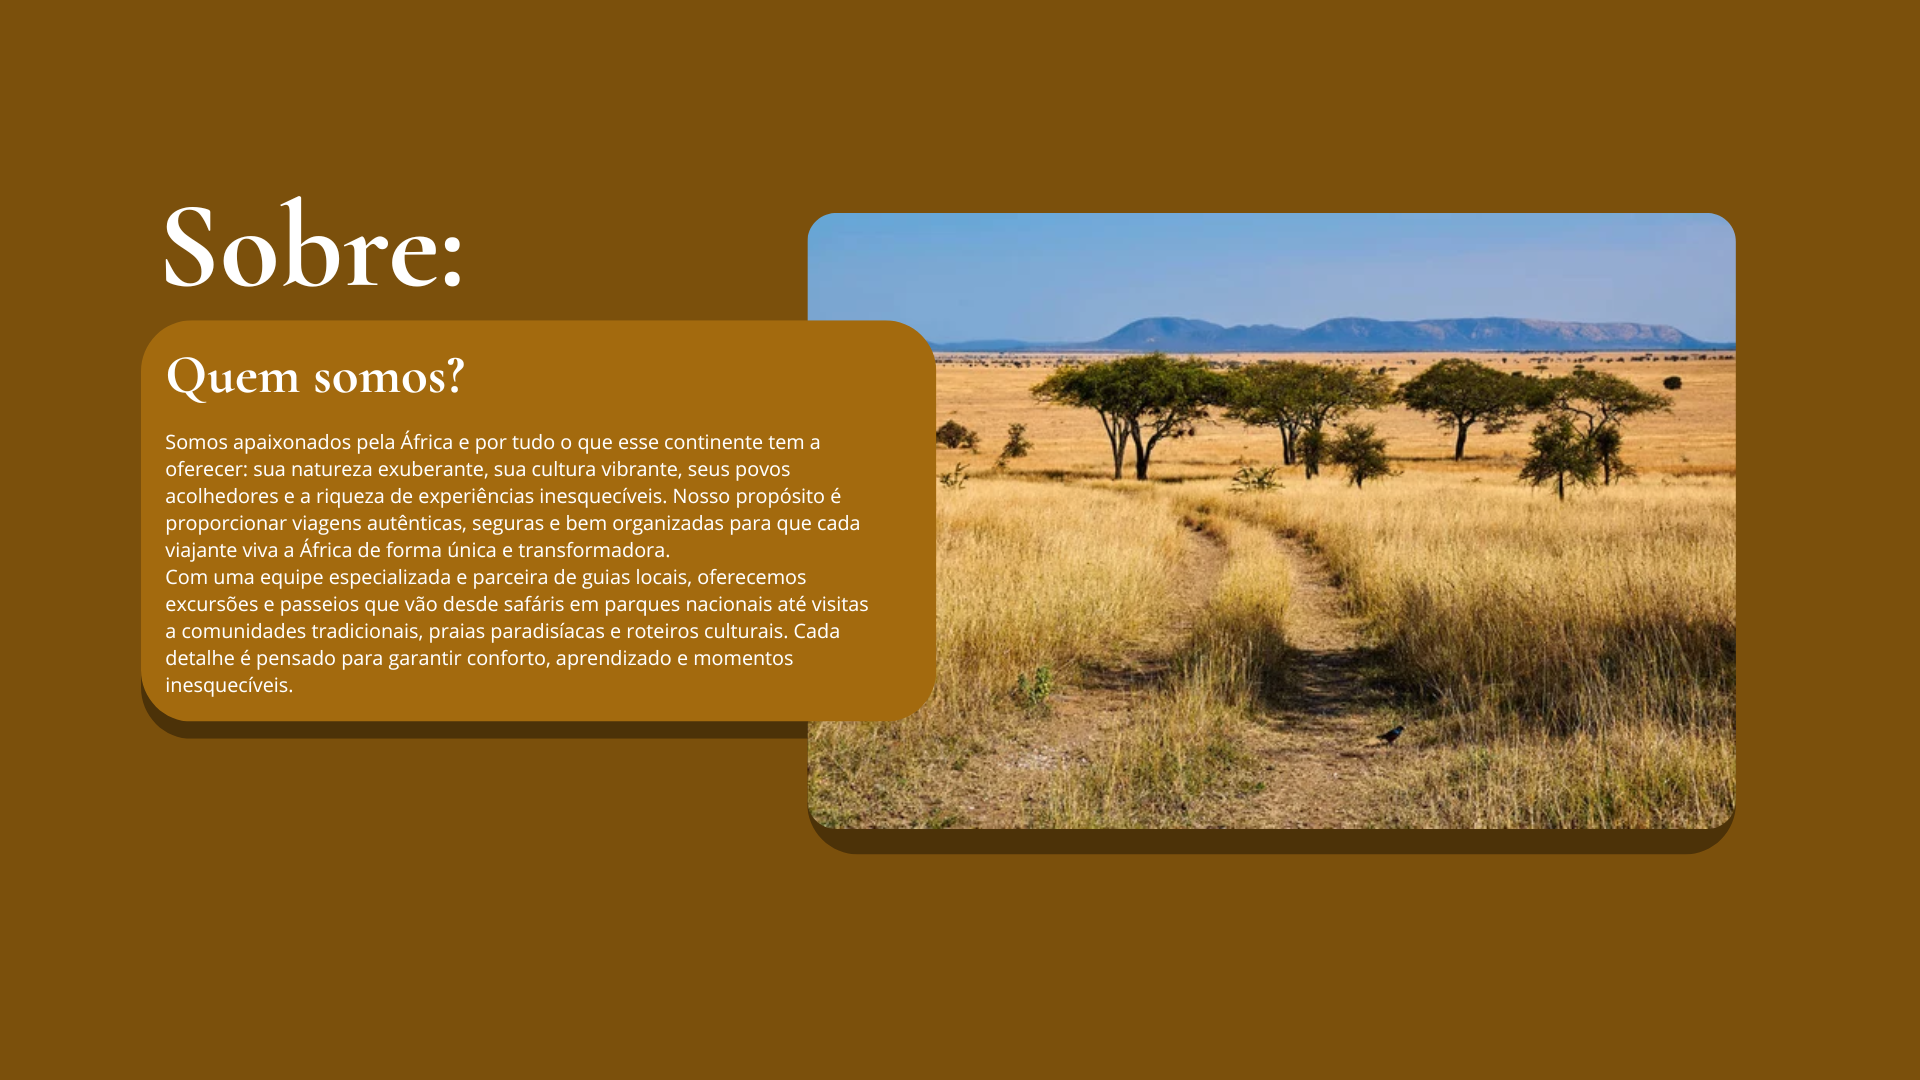 Sobre:
Quem somos?
Somos apaixonados pela África e por tudo o que esse continente tem a
oferecer: sua natureza exuberante, sua cultura vibrante, seus povos
acolhedores e a riqueza de experiências inesquecíveis. Nosso propósito é
proporcionar viagens autênticas, seguras e bem organizadas para que cada
viajante viva a África de forma única e transformadora.
Com uma equipe especializada e parceira de guias locais, oferecemos
excursões e passeios que vão desde safáris em parques nacionais até visitas
a comunidades tradicionais, praias paradisíacas e roteiros culturais. Cada
detalhe é pensado para garantir conforto, aprendizado e momentos
inesquecíveis.